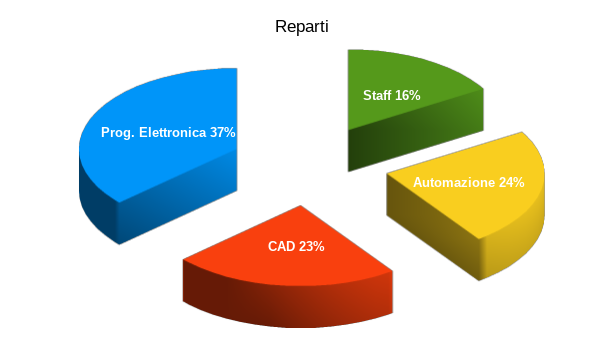 Reparti
Staff 16%
Prog. Elettronica 37%
Automazione 24%
CAD 23%